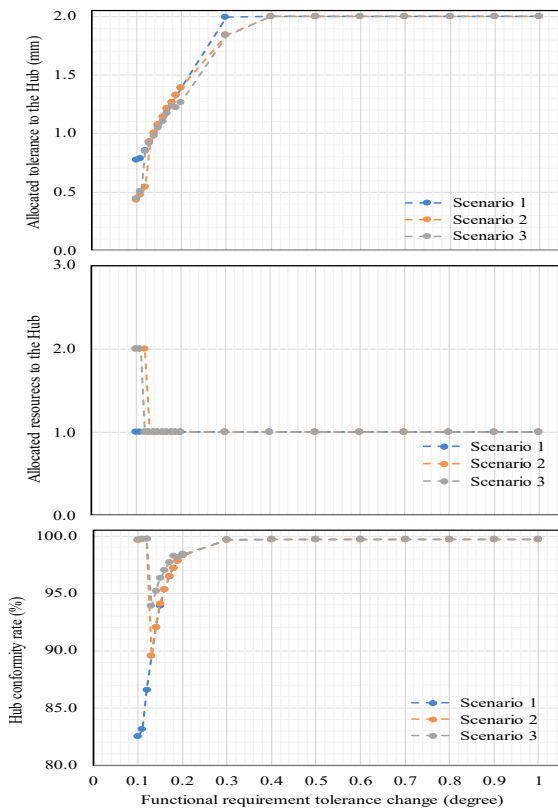 2.0
1.5
1.0
0.5
0.0
Allocated tolerance to the Hub (mm)
Scenario 1
Scenario 2
Scenario 3
3.0
2.0
1.0
0.0
Allocated resourecs to the Hub
Scenario 1
Scenario 2
Scenario 3
100.0
95.0
90.0
85.0
80.0
Hub conformity rate (%)
Scenario 1
Scenario 2
Scenario 3
0 0.1 0.2 0.3 0.4 0.5 0.6 0.7 0.8 0.9 1
Functional requirement tolerance change (degree)